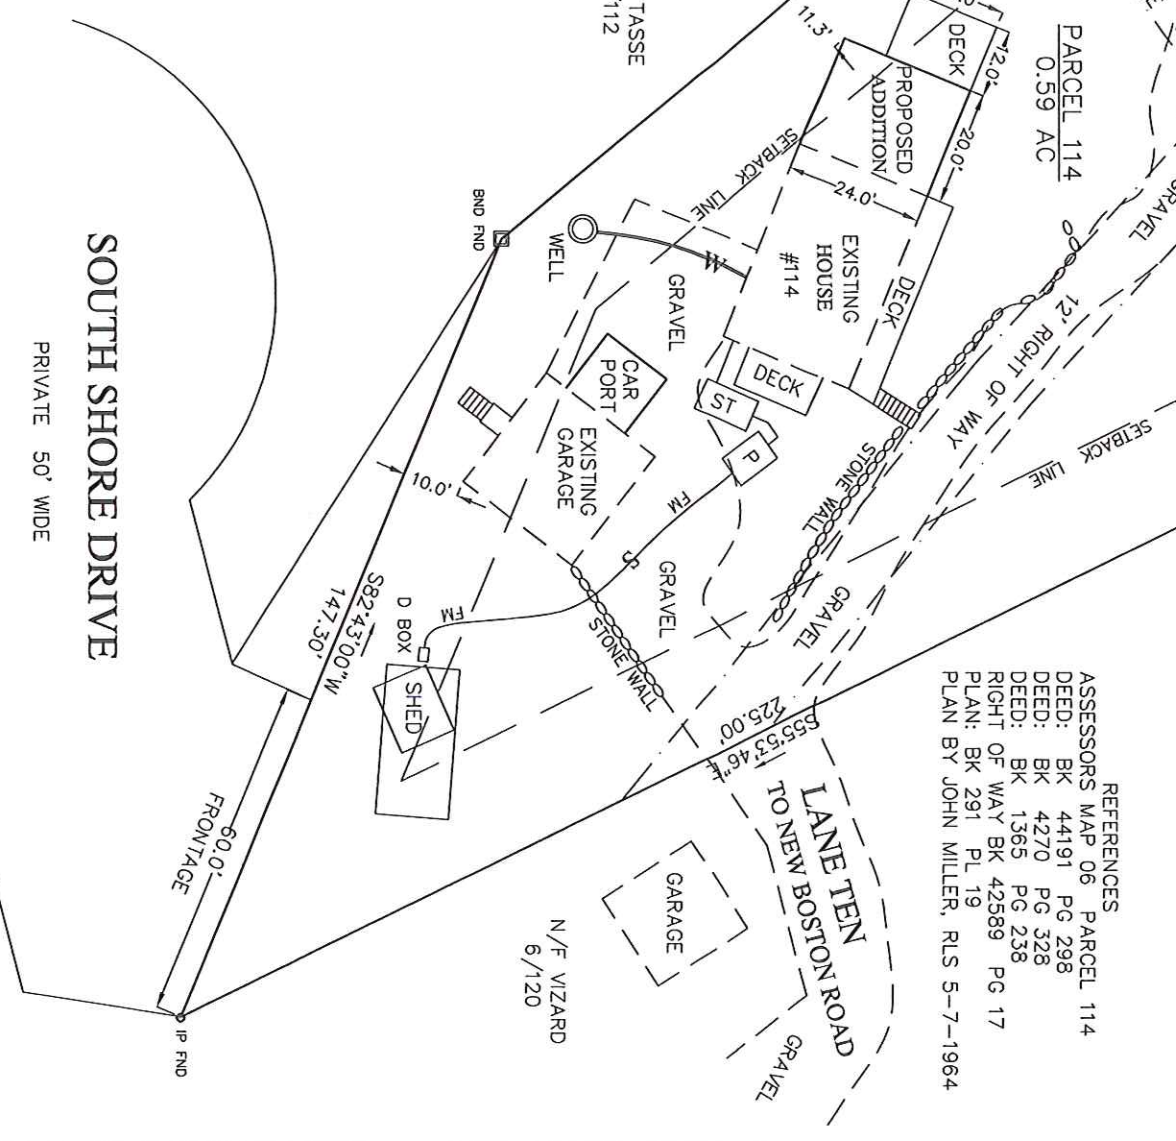 PARCEL 114
0.59 AC
REFERENCES
ASSESSORS MAP 06 PARCEL 114
DEED: BK 44191 PG 298
DEED: BK 4270 PG 328
DEED: BK 1365 PG 238
RIGHT OF WAY BK 42589 PG 17
PLAN: BK 291 PL 19
PLAN BY JOHN MILLER, RLS 5-7-1964
GRAVEL
12' RIGHT OF WAY
SETBACK LINE
DECK
12.0'
20.0'
11.3'
PROPOSED
ADDITION
24.0'
EXISTING
HOUSE
#114
DECK
DECK
ST
P
STONE WALL
GRAVEL
SETBACK LINE
TASSE
112
W
WELL
GRAVEL
BND FND
CAR
PORT
EXISTING
GARAGE
10.0'
FM
S
GRAVEL
STONE WALL
FM
D BOX
SHED
S55°53'46"E
225.00'
LANE TEN
TO NEW BOSTON ROAD
GARAGE
GRAVEL
N/F VIZARD
6/120
S82°43'00"W
147.30'
60.0'
FRONTAGE
IP FND
SOUTH SHORE DRIVE
PRIVATE 50' WIDE